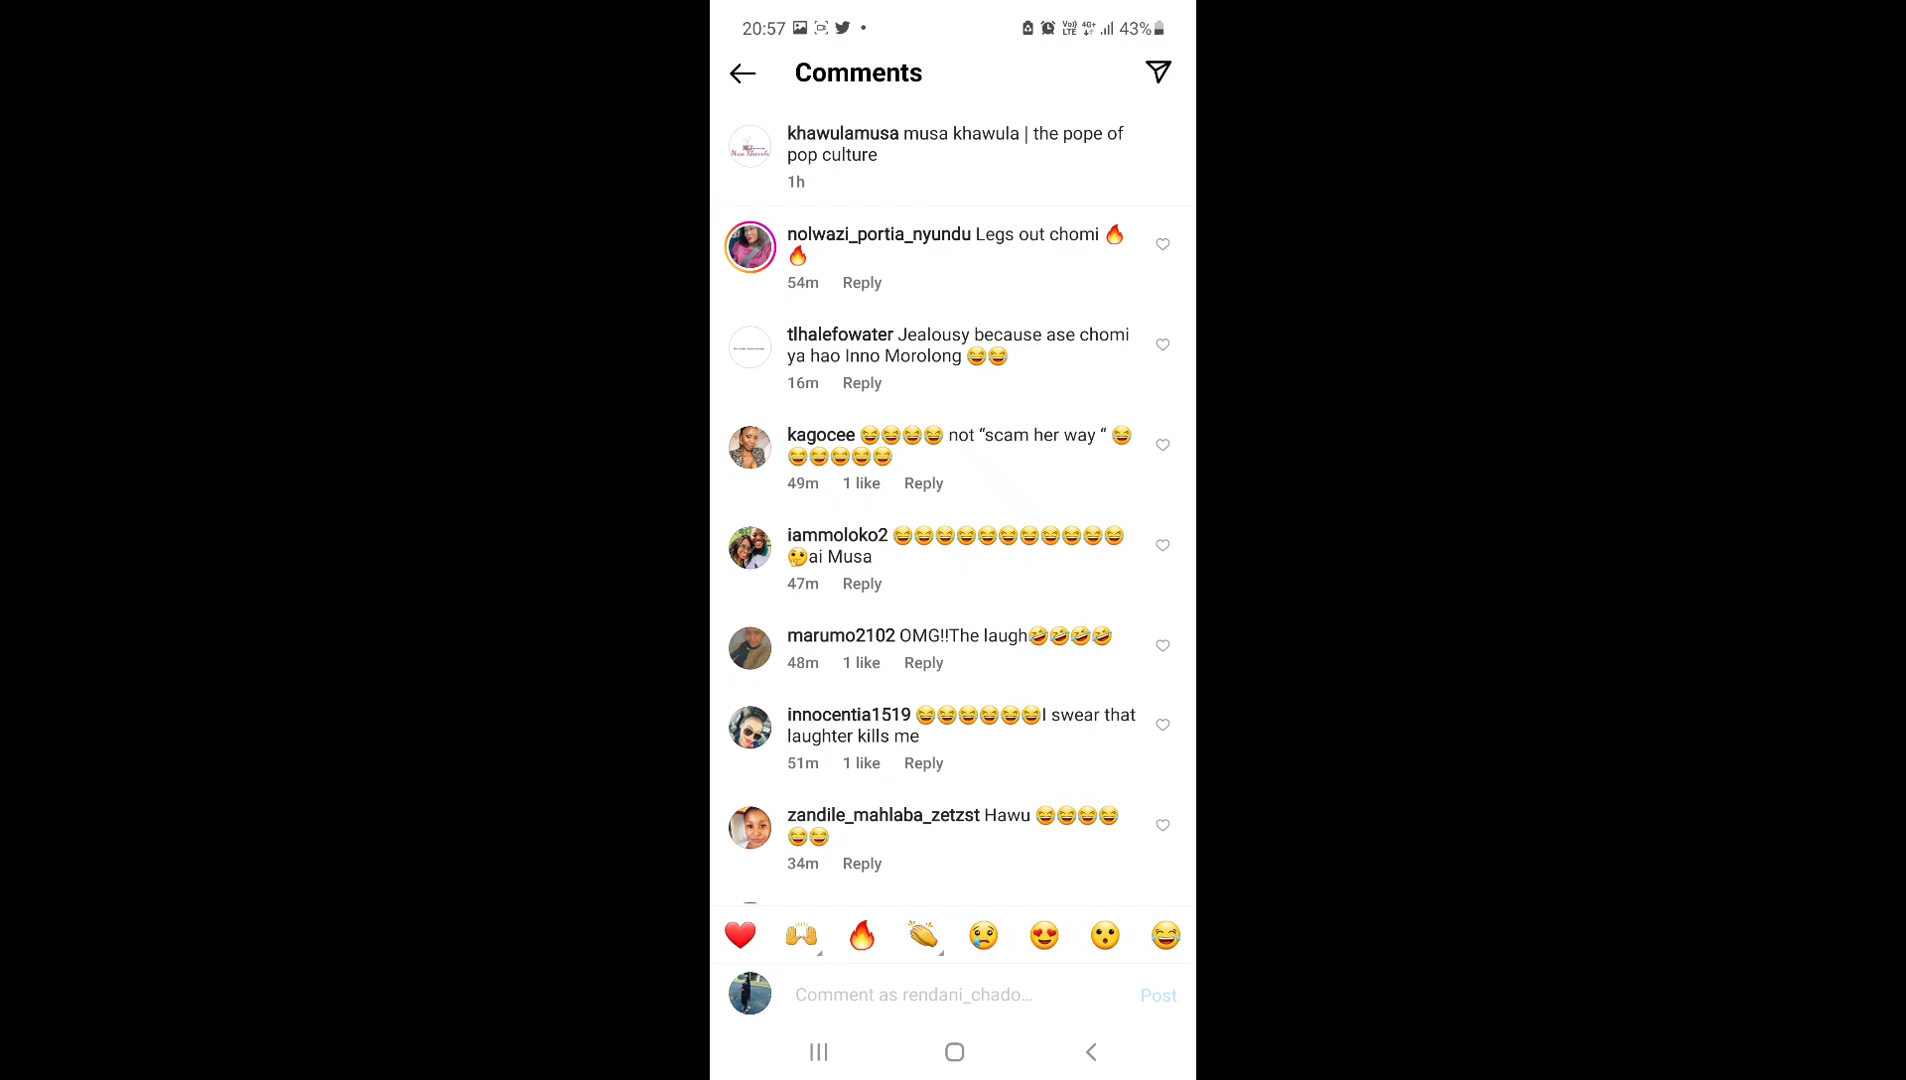 20:57
Vo))
LTE
4G+
43%
Comments
khawulamusa musa khawula | the pope of
pop culture
1h
nolwazi_portia_nyundu Legs out chomi 🔥
🔥
54m Reply
tlhalefowater Jealousy because ase chomi
ya hao Inno Morolong 😂😂
16m Reply
kagocee 😂😂😂😂 not “scam her way “ 😂
😂😂😂😂😂
49m 1 like Reply
iammoloko2 😂😂😂😂😂😂😂😂😂😂😂
🤔ai Musa
47m Reply
marumo2102 OMG!!The laugh🤣🤣🤣🤣
48m 1 like Reply
innocentia1519 😂😂😂😂😂😂I swear that
laughter kills me
51m 1 like Reply
zandile_mahlaba_zetzst Hawu 😂😂😂😂
😂😂
34m Reply
Comment as rendani_chado... Post